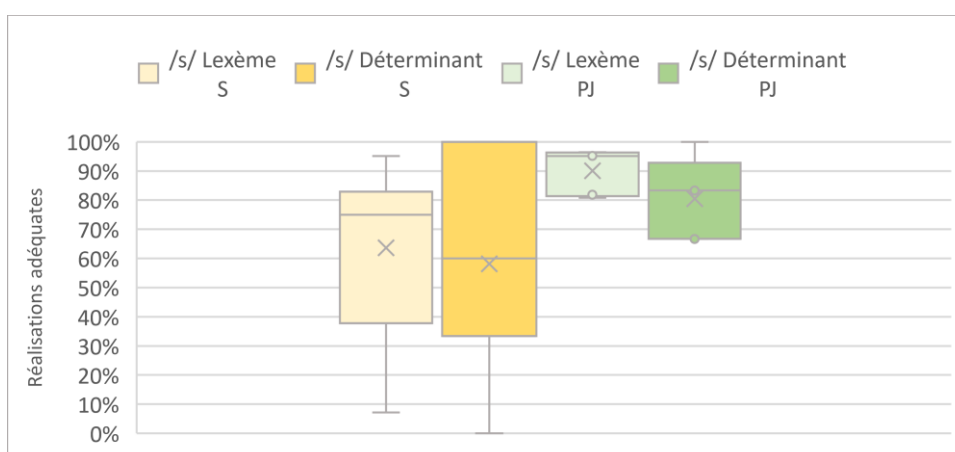 /s/ Lexème S
/s/ Déterminant S
/s/ Lexème PJ
/s/ Déterminant PJ
Réalisations adéquates
100%
90%
80%
70%
60%
50%
40%
30%
20%
10%
0%